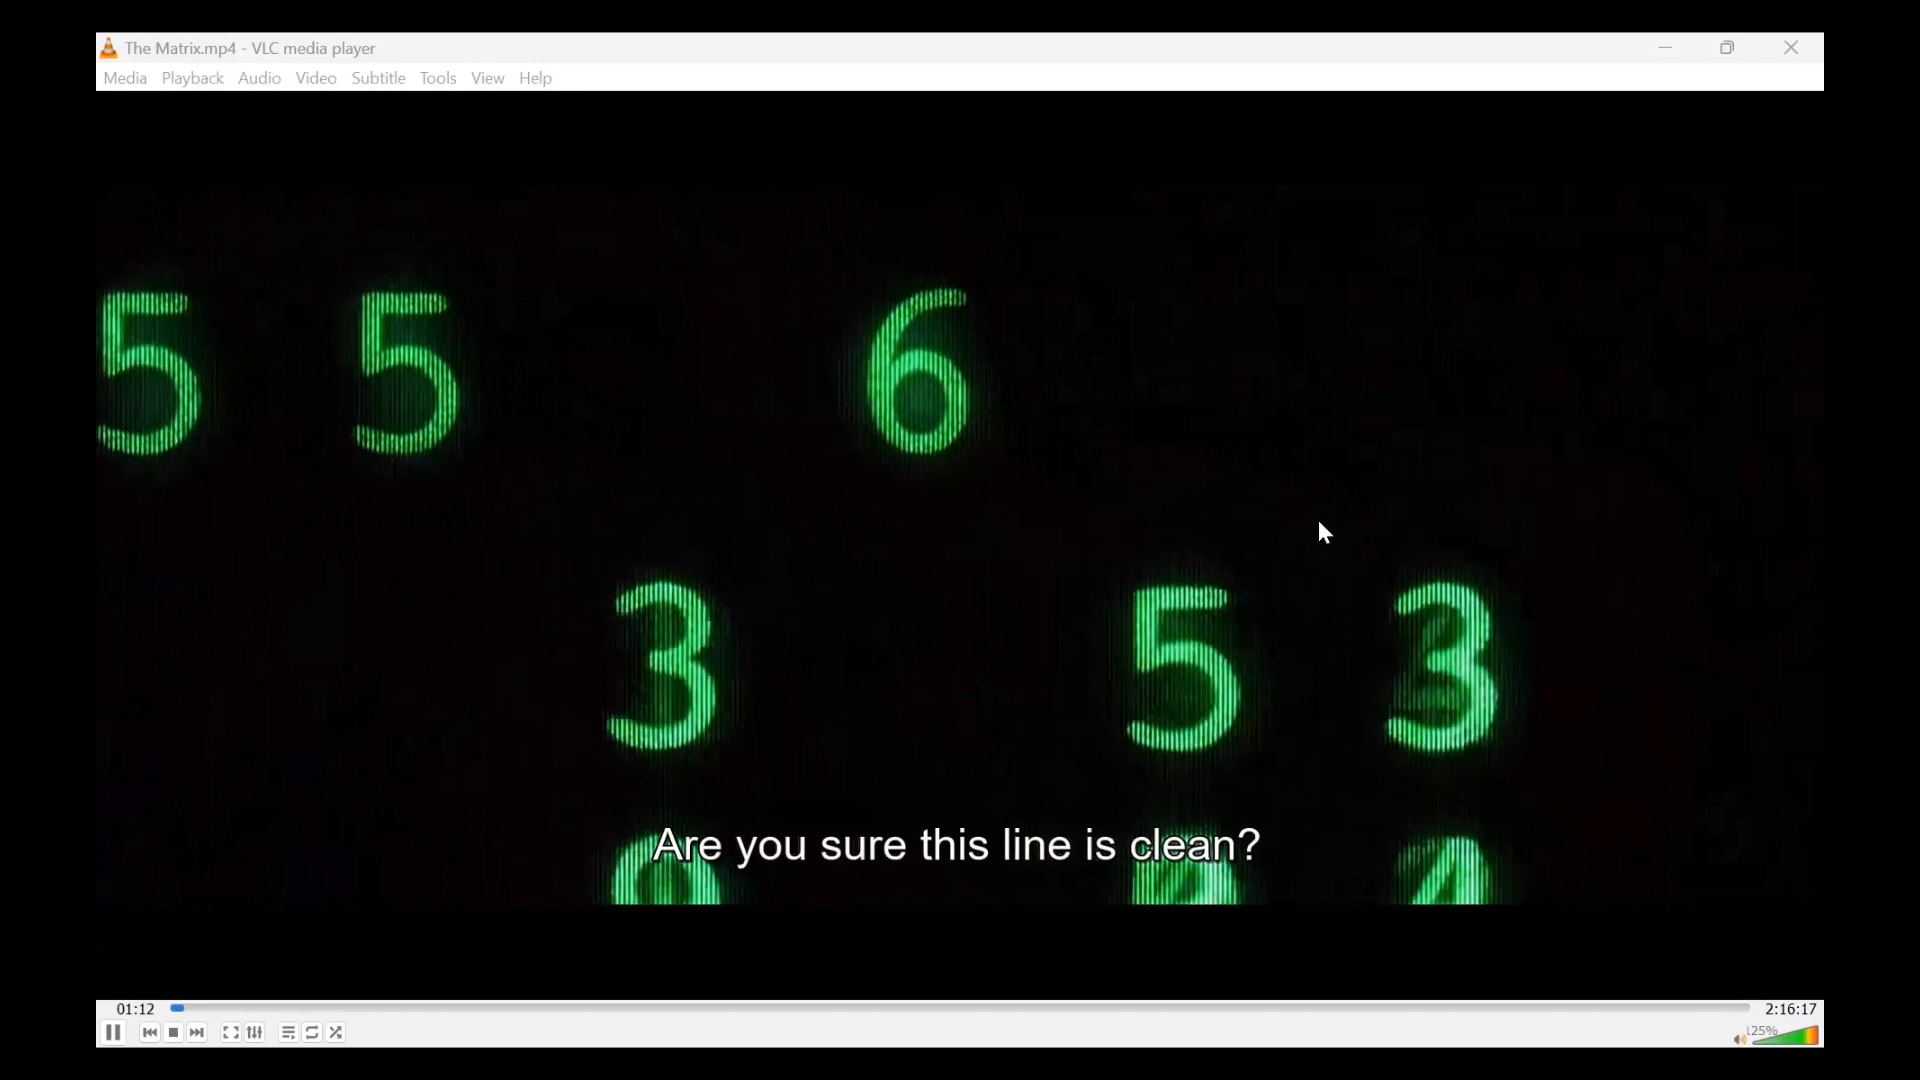 The Matrix.mp4 - VLC media player
Media Playback Audio Video Subtitle Tools View Help
5 5 6
3 5 3
Are you sure this line is clean?
01:12 2:16:17
125%